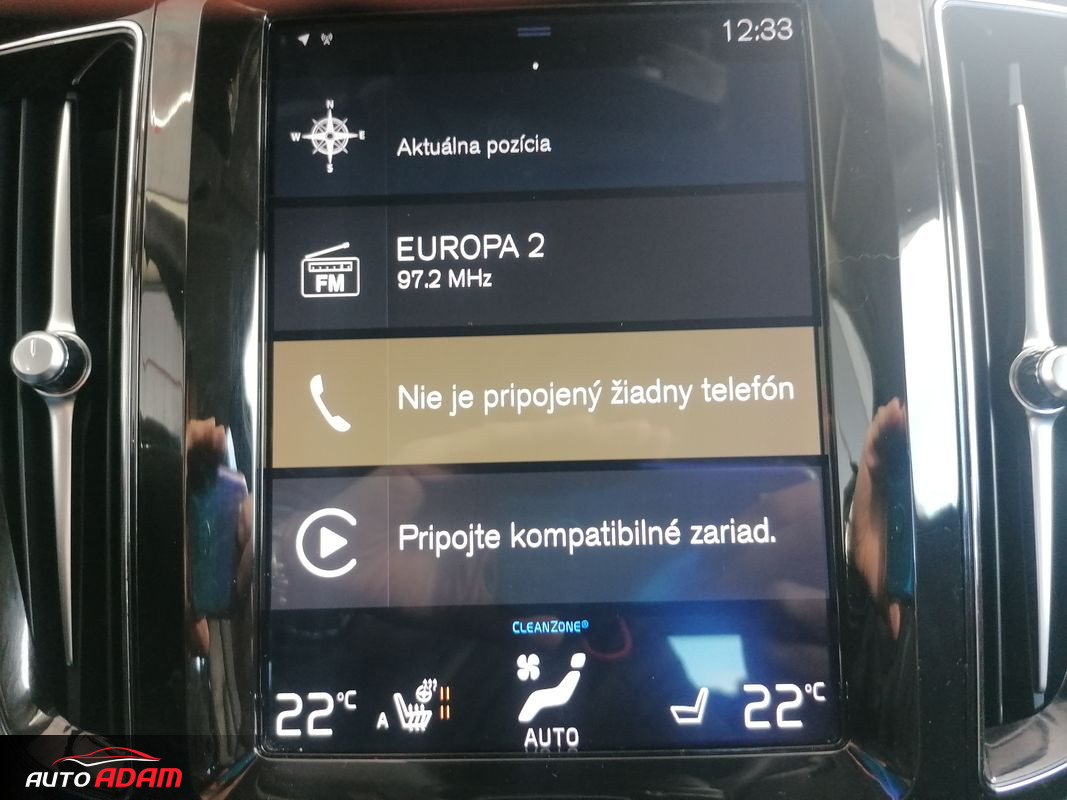 12:33
N
W E
S
Aktuálna pozícia
EUROPA 2
97.2 MHz
FM
Nie je pripojený žiadny telefón
Pripojte kompatibilné zariad.
CLEANZONE®
22°C
A
AUTO
22°C
AUTO ADAM